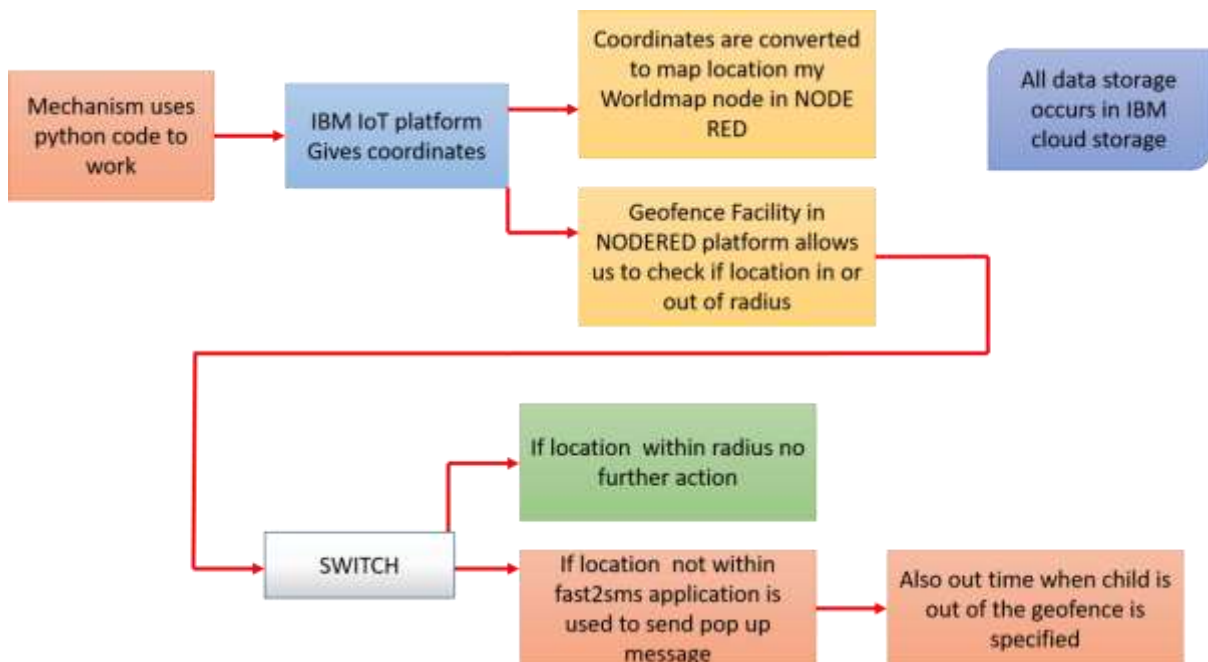 Mechanism uses
python code to
work
IBM IoT platform
Gives coordinates
Coordinates are converted
to map location my
Worldmap node in NODE
RED
All data storage
occurs in IBM
cloud storage
Geofence Facility in
NODERED platform allows
us to check if location in or
out of radius
If location within radius no
further action
SWITCH
If location not within
fast2sms application is
used to send pop up
message
Also out time when child is
out of the geofence is
specified